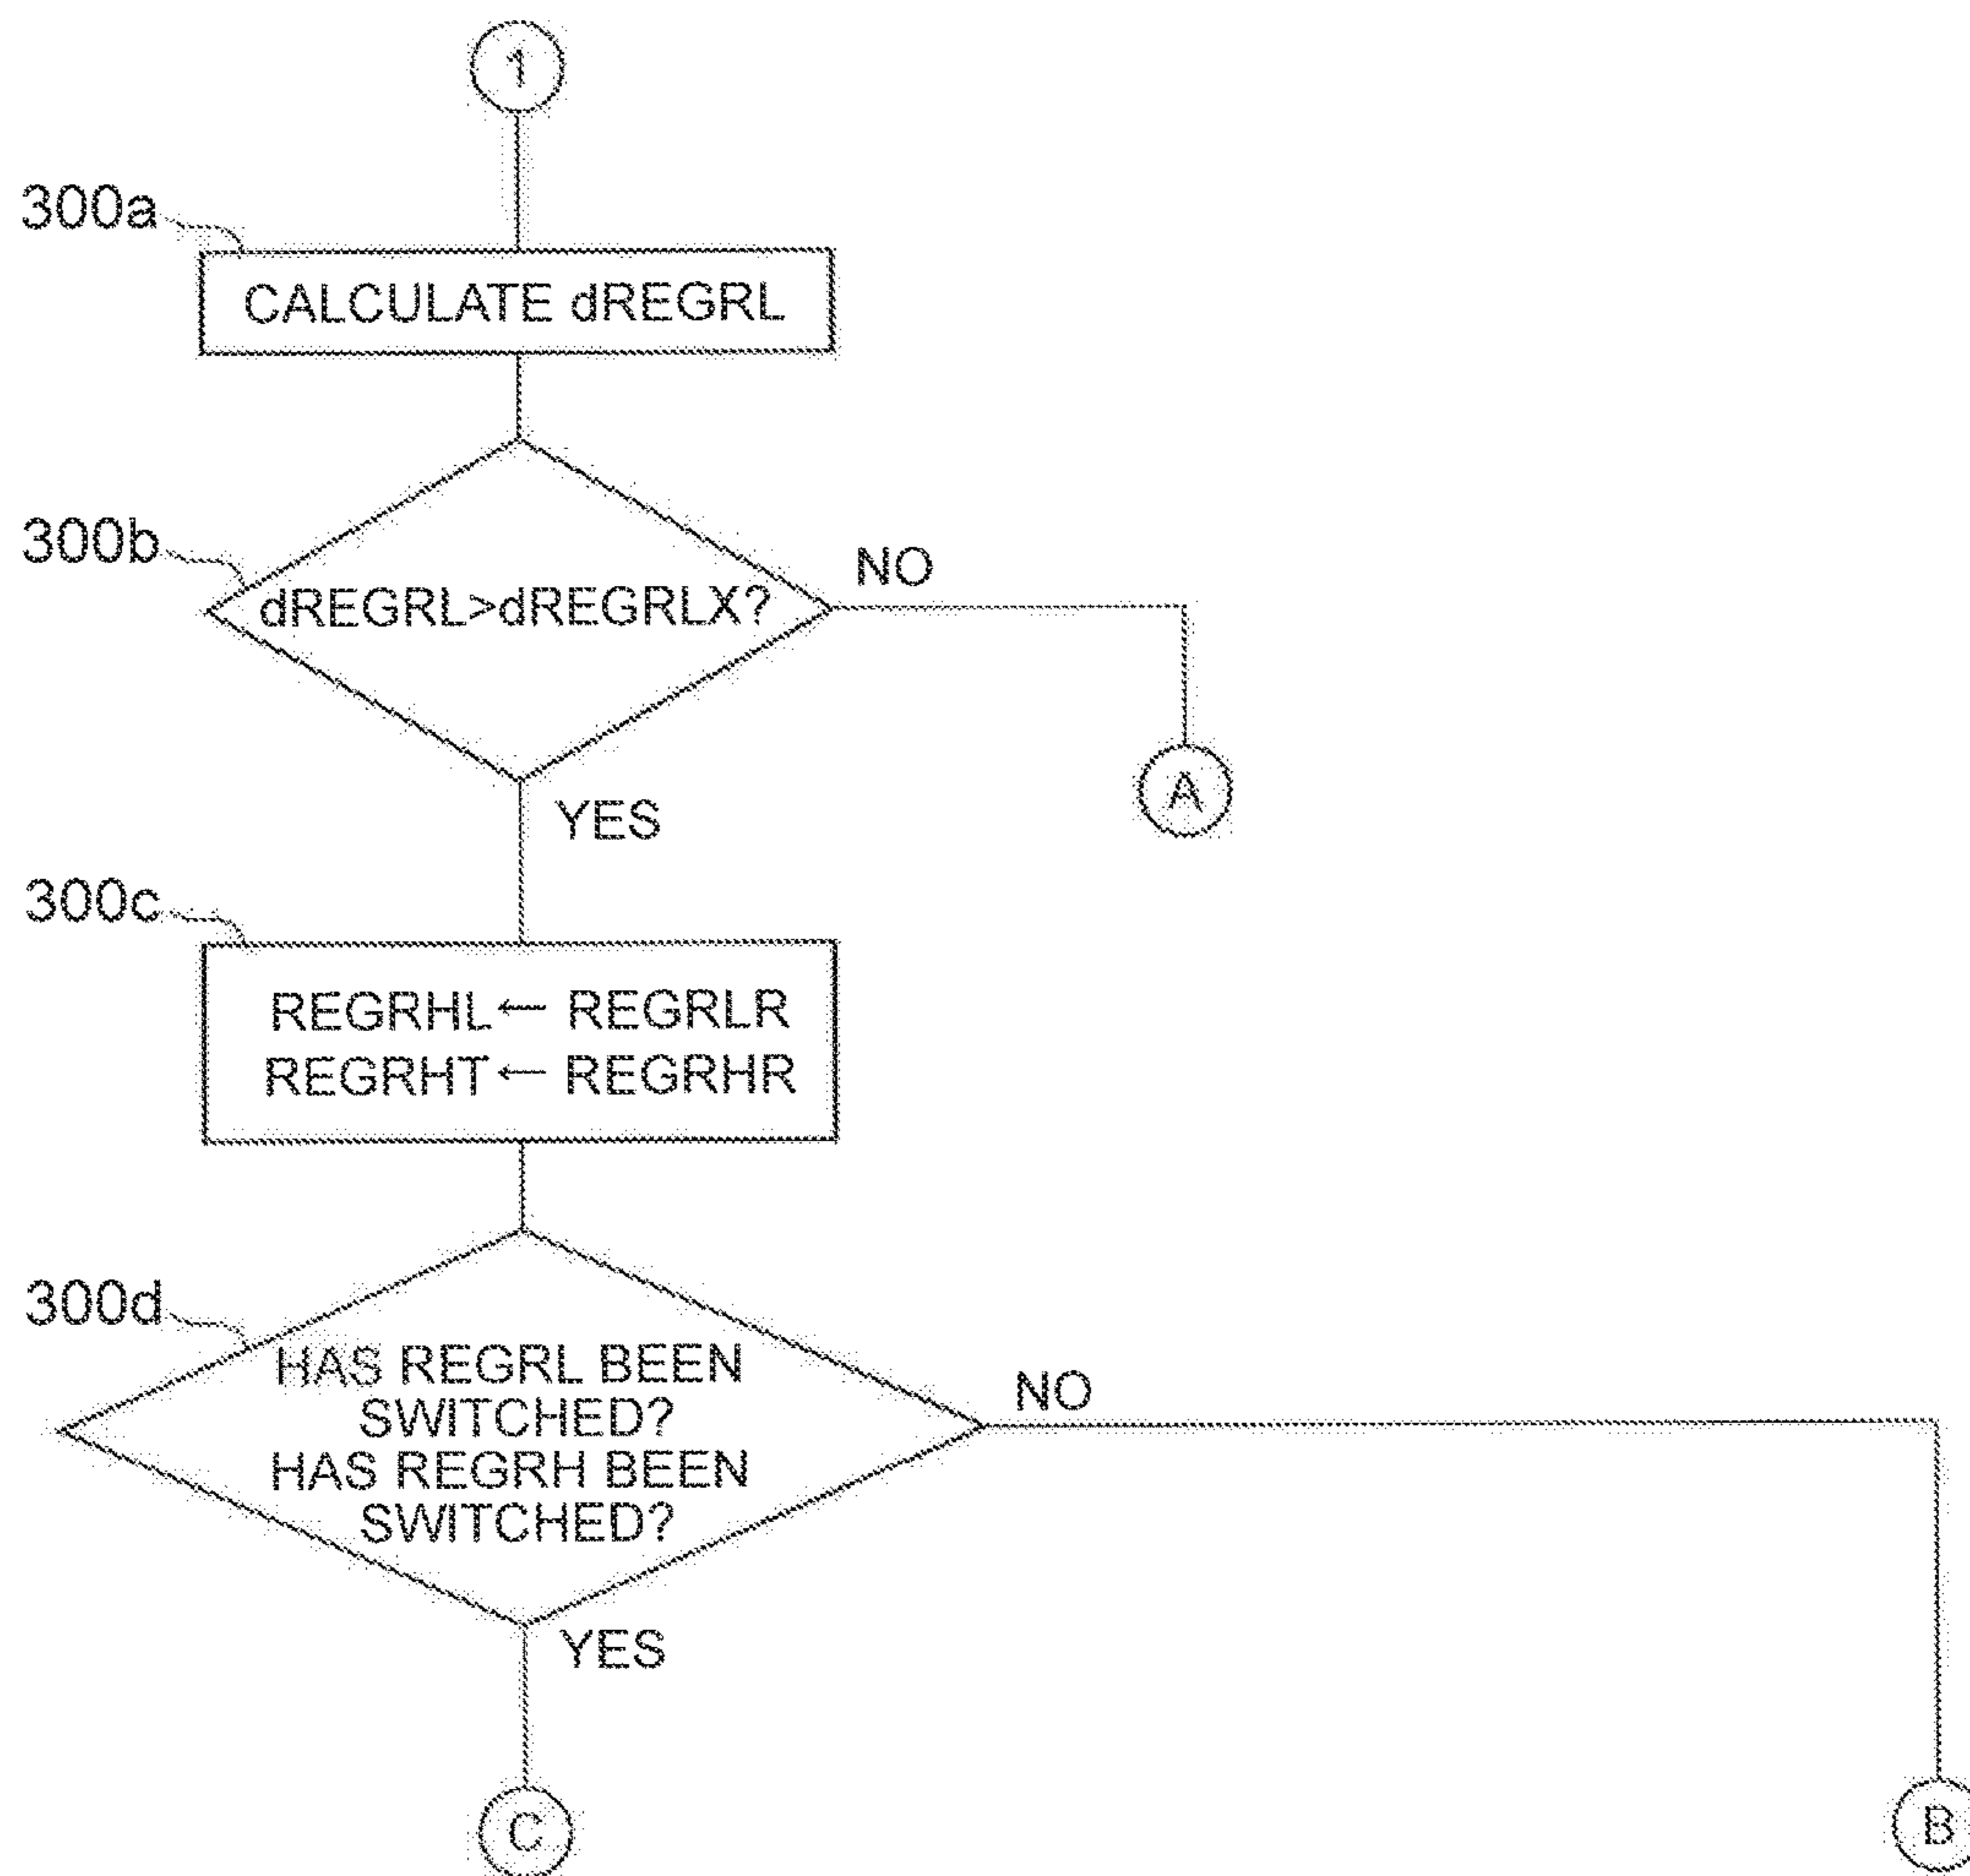 1
300a
CALCULATE dREGRL
300b
dREGRL>dREGRLX?
NO
A
YES
300c
REGRHL← REGRLR
REGRHT← REGRHR
300d
HAS REGRL BEEN
SWITCHED?
HAS REGRH BEEN
SWITCHED?
NO
YES
C
B